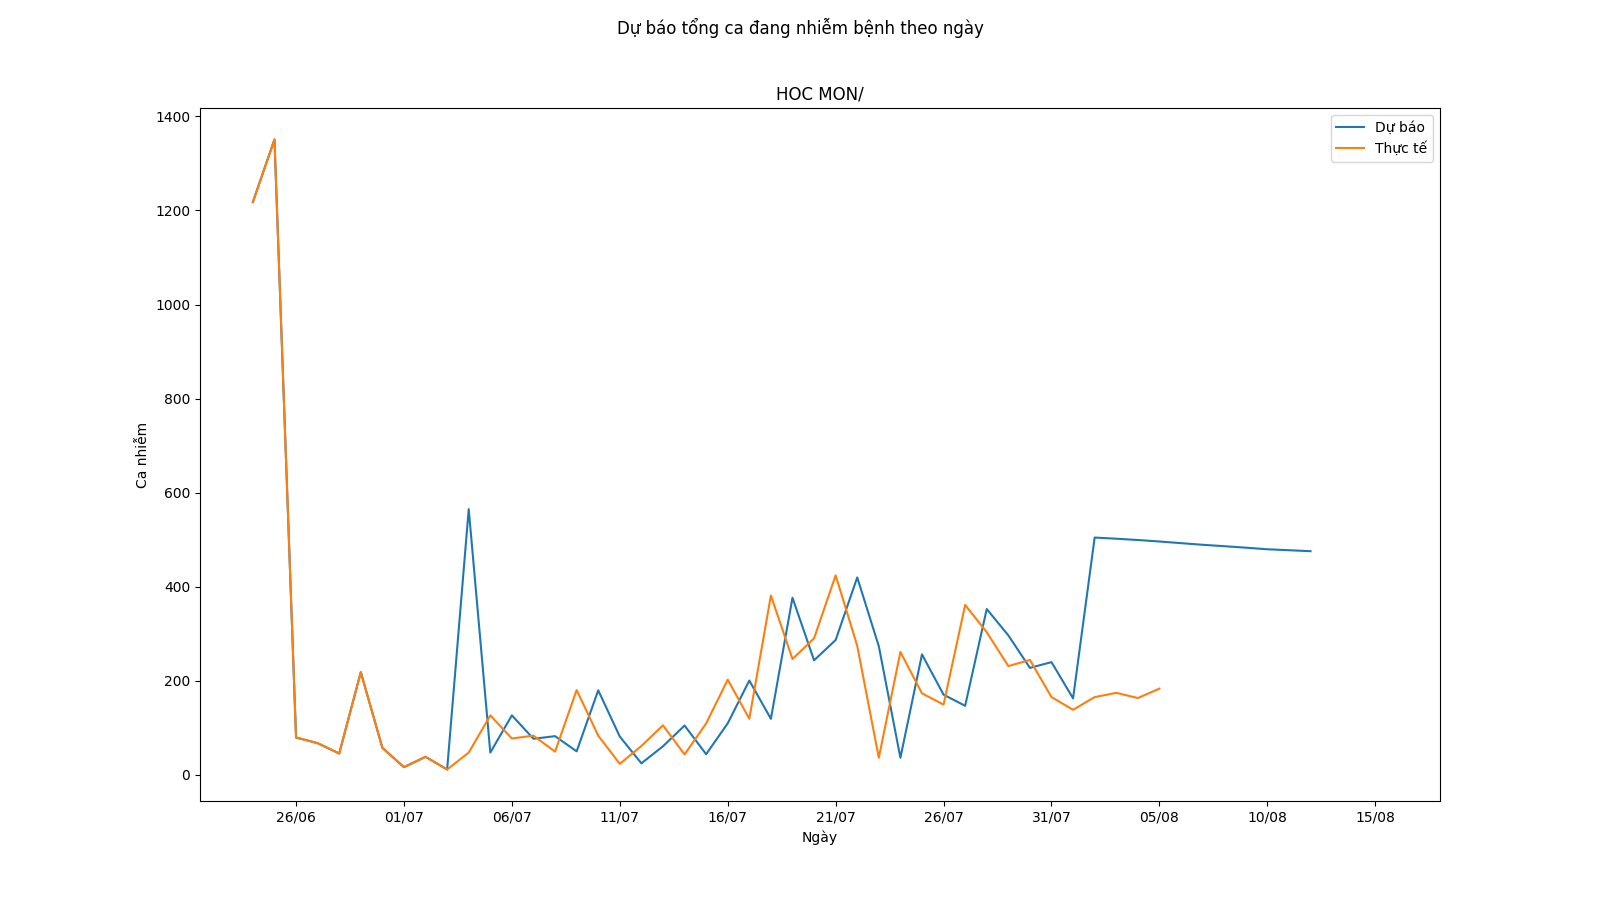 Dự báo tổng ca đang nhiễm bệnh theo ngày
HOC MON/
Dự báo
Thực tế
1400
1200
1000
800
600
400
200
0
Ca nhiễm
26/06 01/07 06/07 11/07 16/07 21/07 26/07 31/07 05/08 10/08 15/08
Ngày